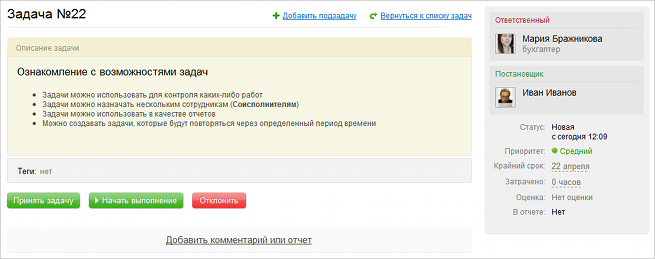 Задача №22
Добавить подзадачу
Вернуться к списку задач
Описание задачи
Ознакомление с возможностями задач
Задачи можно использовать для контроля каких-либо работ
Задачи можно назначать нескольким сотрудникам (Соисполнителям)
Задачи можно использовать в качестве отчетов
Можно создавать задачи, которые будут повторяться через определенный период времени
Теги: нет
Принять задачу
Начать выполнение
Отклонить
Добавить комментарий или отчет
Ответственный
Мария Бражникова
бухгалтер
Постановщик
Иван Иванов
Статус: Новая
с сегодня 12:09
Приоритет: Средний
Крайний срок: 22 апреля
Затрачено: 0 часов
Оценка: Нет оценки
В отчете: Нет